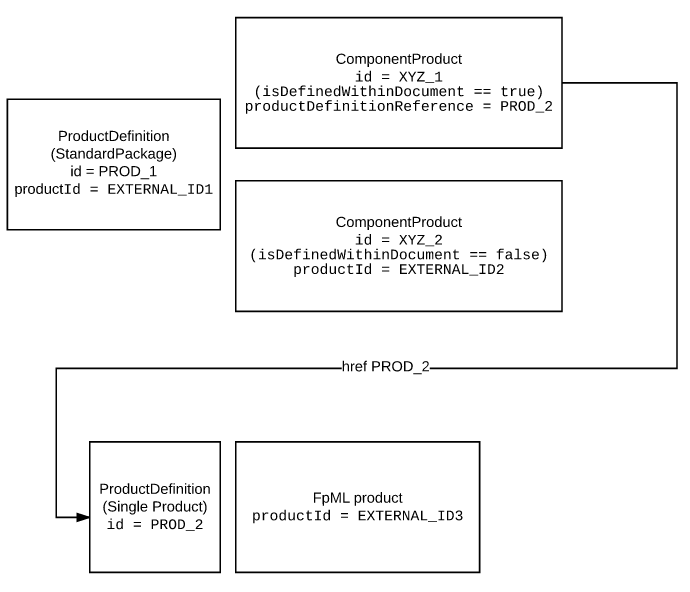 ComponentProduct
id = XYZ_1
(isDefinedWithinDocument == true)
productDefinitionReference = PROD_2
ProductDefinition
(StandardPackage)
id = PROD_1
productId = EXTERNAL_ID1
ComponentProduct
id = XYZ_2
(isDefinedWithinDocument == false)
productId = EXTERNAL_ID2
href PROD_2
ProductDefinition
(Single Product)
id = PROD_2
FpML product
productId = EXTERNAL_ID3